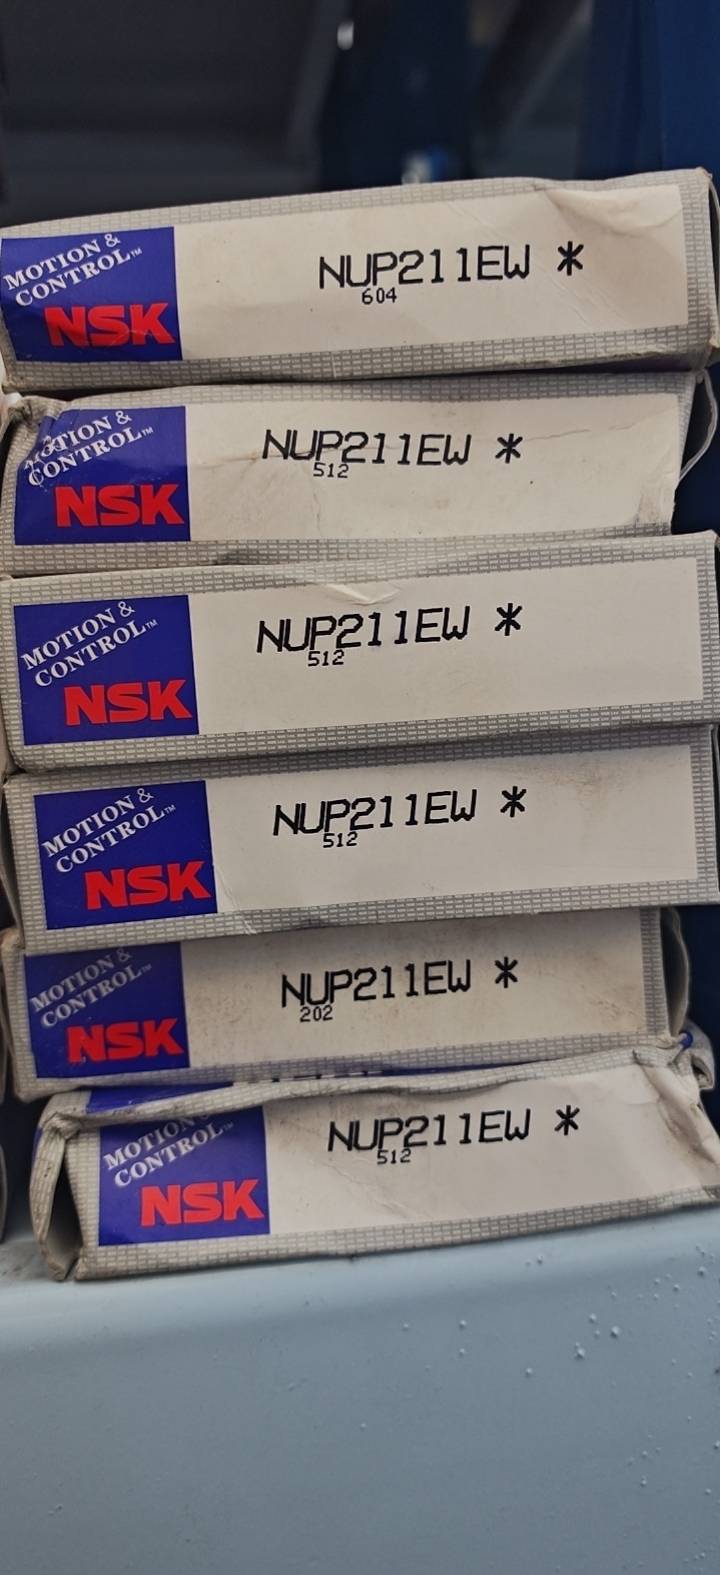 MOTION &
CONTROL™
NSK
NUP211EW *
604
MOTION &
CONTROL™
NSK
NUP211EW *
512
MOTION &
CONTROL™
NSK
NUP211EW *
512
MOTION &
CONTROL™
NSK
NUP211EW *
512
MOTION &
CONTROL™
NSK
NUP211EW *
202
MOTION &
CONTROL™
NSK
NUP211EW *
512